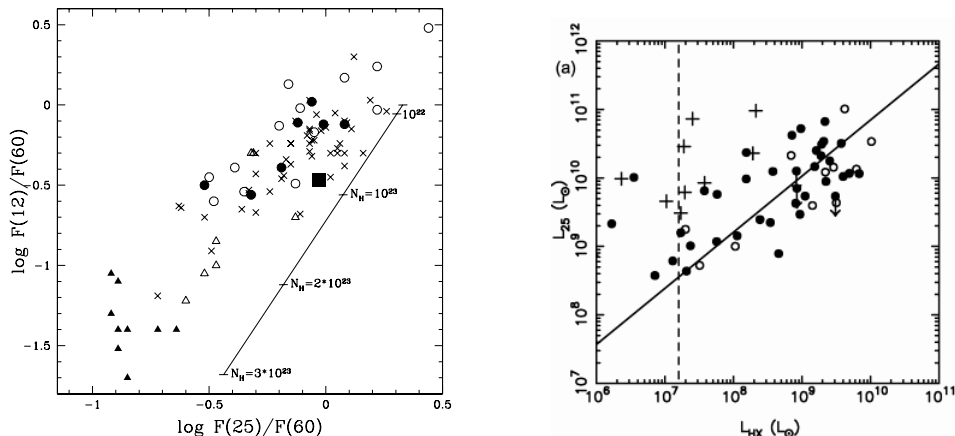 0.5
0
-0.5
-1
-1.5
log F(12)/F(60)
10²²
N_H=10²³
N_H=2*10²³
N_H=3*10²³
-1
-0.5
0
0.5
log F(25)/F(60)
(a)
10¹²
10¹¹
10¹⁰
10⁹
10⁸
10⁷
L₂₅ (L☉)
10⁶ 10⁷ 10⁸ 10⁹ 10¹⁰ 10¹¹
L_HX (L☉)